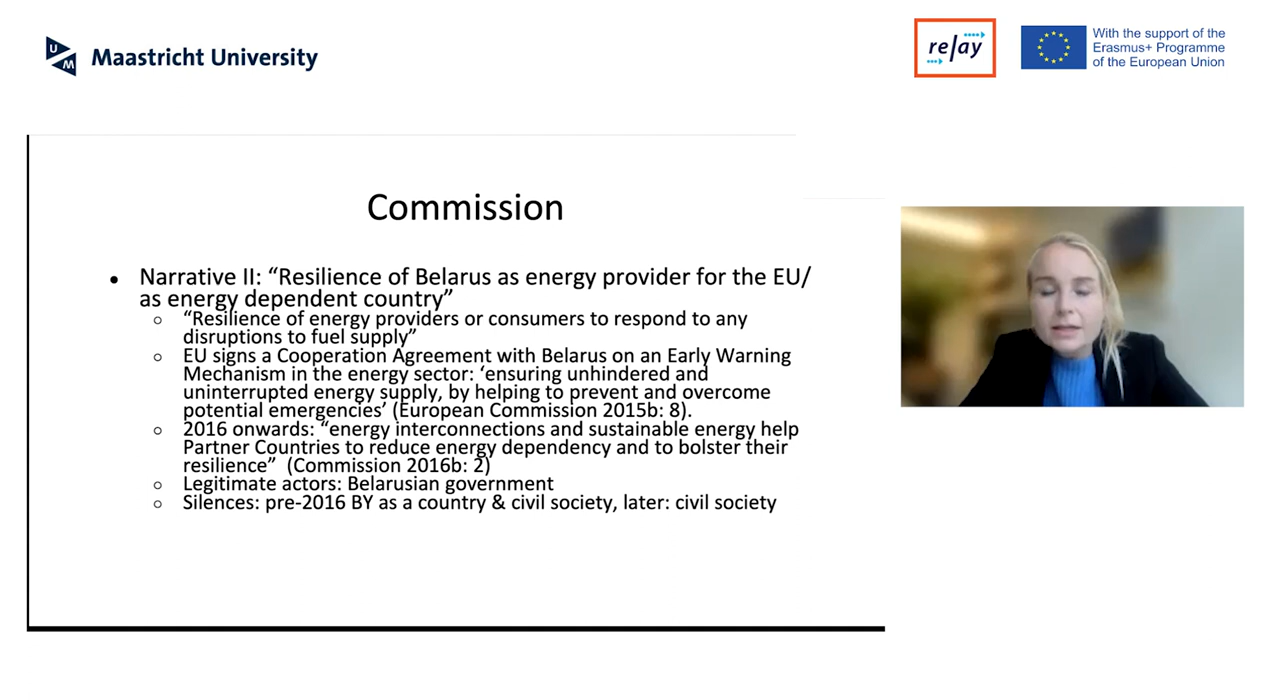 UM
Maastricht University
relay
With the support of the
Erasmus+ Programme
of the European Union
Commission
• Narrative II: “Resilience of Belarus as energy provider for the EU/
as energy dependent country”
○ “Resilience of energy providers or consumers to respond to any
disruptions to fuel supply”
○ EU signs a Cooperation Agreement with Belarus on an Early Warning
Mechanism in the energy sector: ‘ensuring unhindered and
uninterrupted energy supply, by helping to prevent and overcome
potential emergencies’ (European Commission 2015b: 8).
○ 2016 onwards: “energy interconnections and sustainable energy help
Partner Countries to reduce energy dependency and to bolster their
resilience” (Commission 2016b: 2)
○ Legitimate actors: Belarusian government
○ Silences: pre-2016 BY as a country & civil society, later: civil society